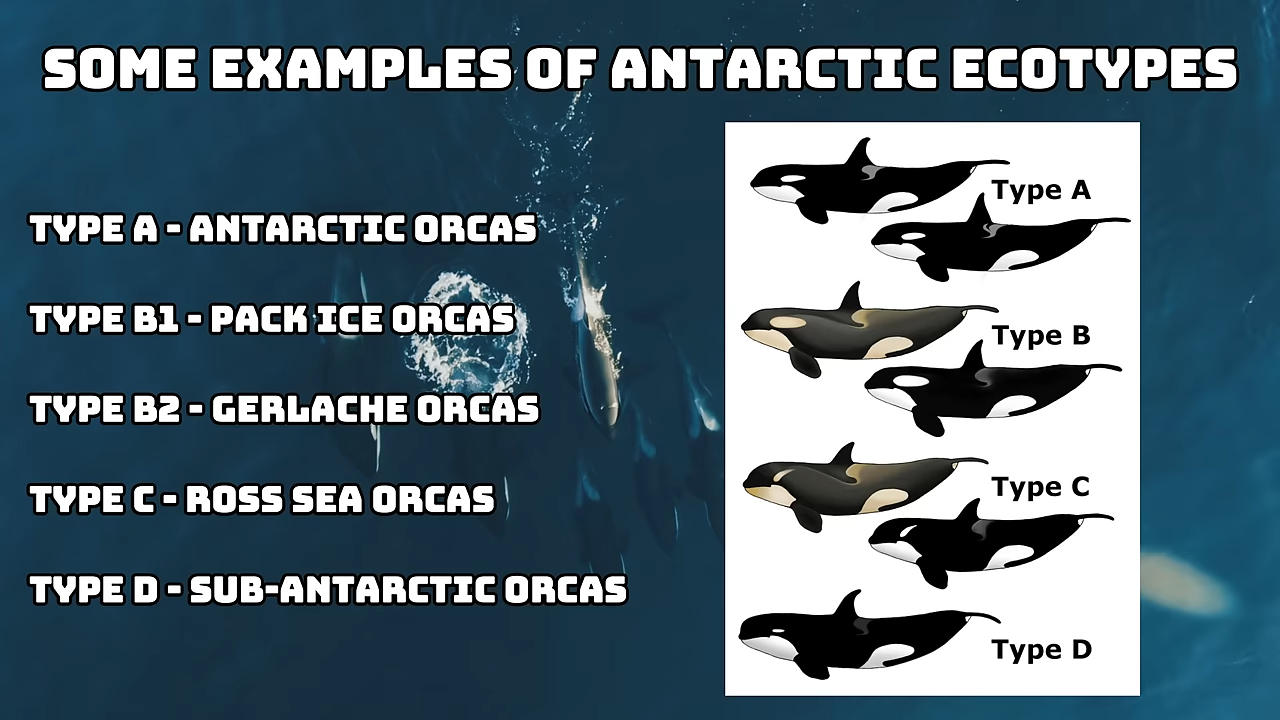 SOME EXAMPLES OF ANTARCTIC ECOTYPES
TYPE A - ANTARCTIC ORCAS
TYPE B1 - PACK ICE ORCAS
TYPE B2 - GERLACHE ORCAS
TYPE C - ROSS SEA ORCAS
TYPE D - SUB-ANTARCTIC ORCAS
Type A
Type B
Type C
Type D